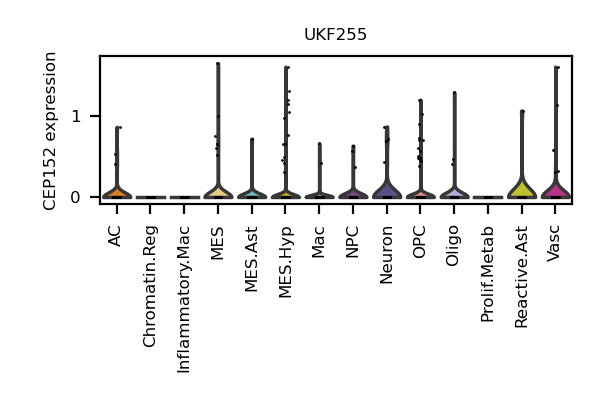 UKF255
CEP152 expression
1
0
AC
Chromatin.Reg
Inflammatory.Mac
MES
MES.Ast
MES.Hyp
Mac
NPC
Neuron
OPC
Oligo
Prolif.Metab
Reactive.Ast
Vasc